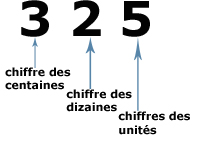 3 2 5
chiffre des
centaines
chiffre des
dizaines
chiffres des
unités